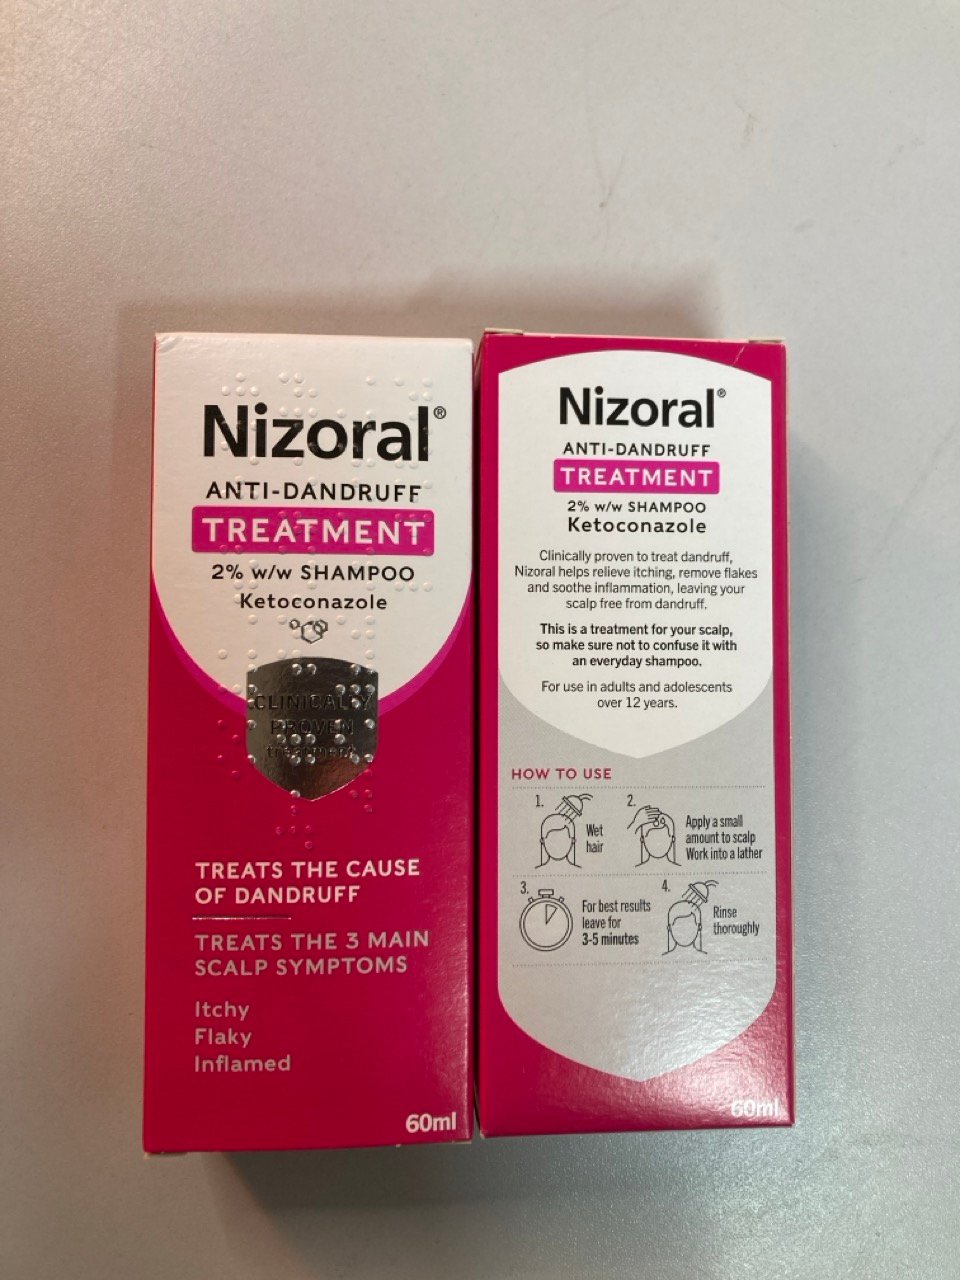 Nizoral®
ANTI-DANDRUFF
TREATMENT
2% w/w SHAMPOO
Ketoconazole
CLINICALLY
PROVEN
treatment
TREATS THE CAUSE
OF DANDRUFF
TREATS THE 3 MAIN
SCALP SYMPTOMS
Itchy
Flaky
Inflamed
60ml
Nizoral®
ANTI-DANDRUFF
TREATMENT
2% w/w SHAMPOO
Ketoconazole
Clinically proven to treat dandruff,
Nizoral helps relieve itching, remove flakes
and soothe inflammation, leaving your
scalp free from dandruff.
This is a treatment for your scalp,
so make sure not to confuse it with
an everyday shampoo.
For use in adults and adolescents
over 12 years.
HOW TO USE
1.
Wet
hair
2.
Apply a small
amount to scalp
Work into a lather
3.
For best results
leave for
3-5 minutes
4.
Rinse
thoroughly
60ml